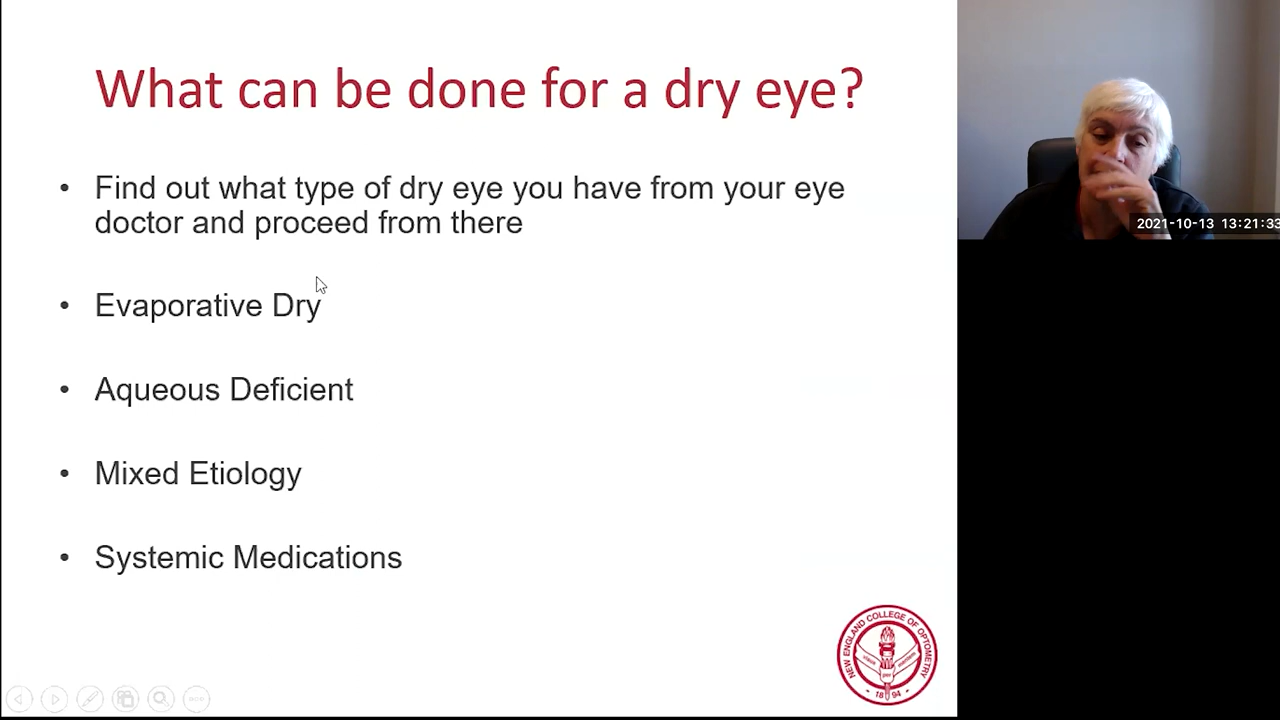 What can be done for a dry eye?
• Find out what type of dry eye you have from your eye
doctor and proceed from there
• Evaporative Dry
• Aqueous Deficient
• Mixed Etiology
• Systemic Medications
2021-10-13 13:21:33
NEW ENGLAND COLLEGE OF OPTOMETRY
1894